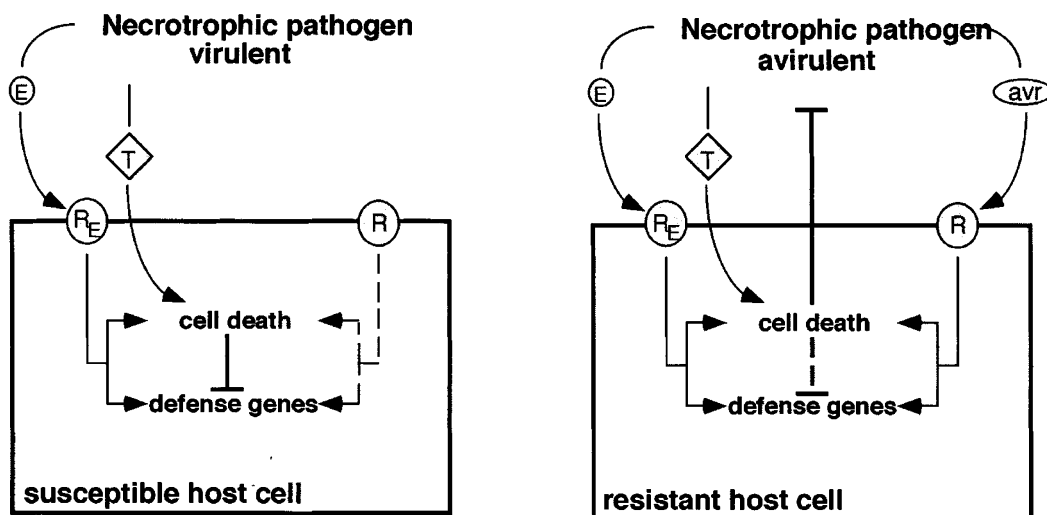 Necrotrophic pathogen
virulent
E
T
RE
R
cell death
defense genes
susceptible host cell
Necrotrophic pathogen
avirulent
E
avr
T
RE
R
cell death
defense genes
resistant host cell